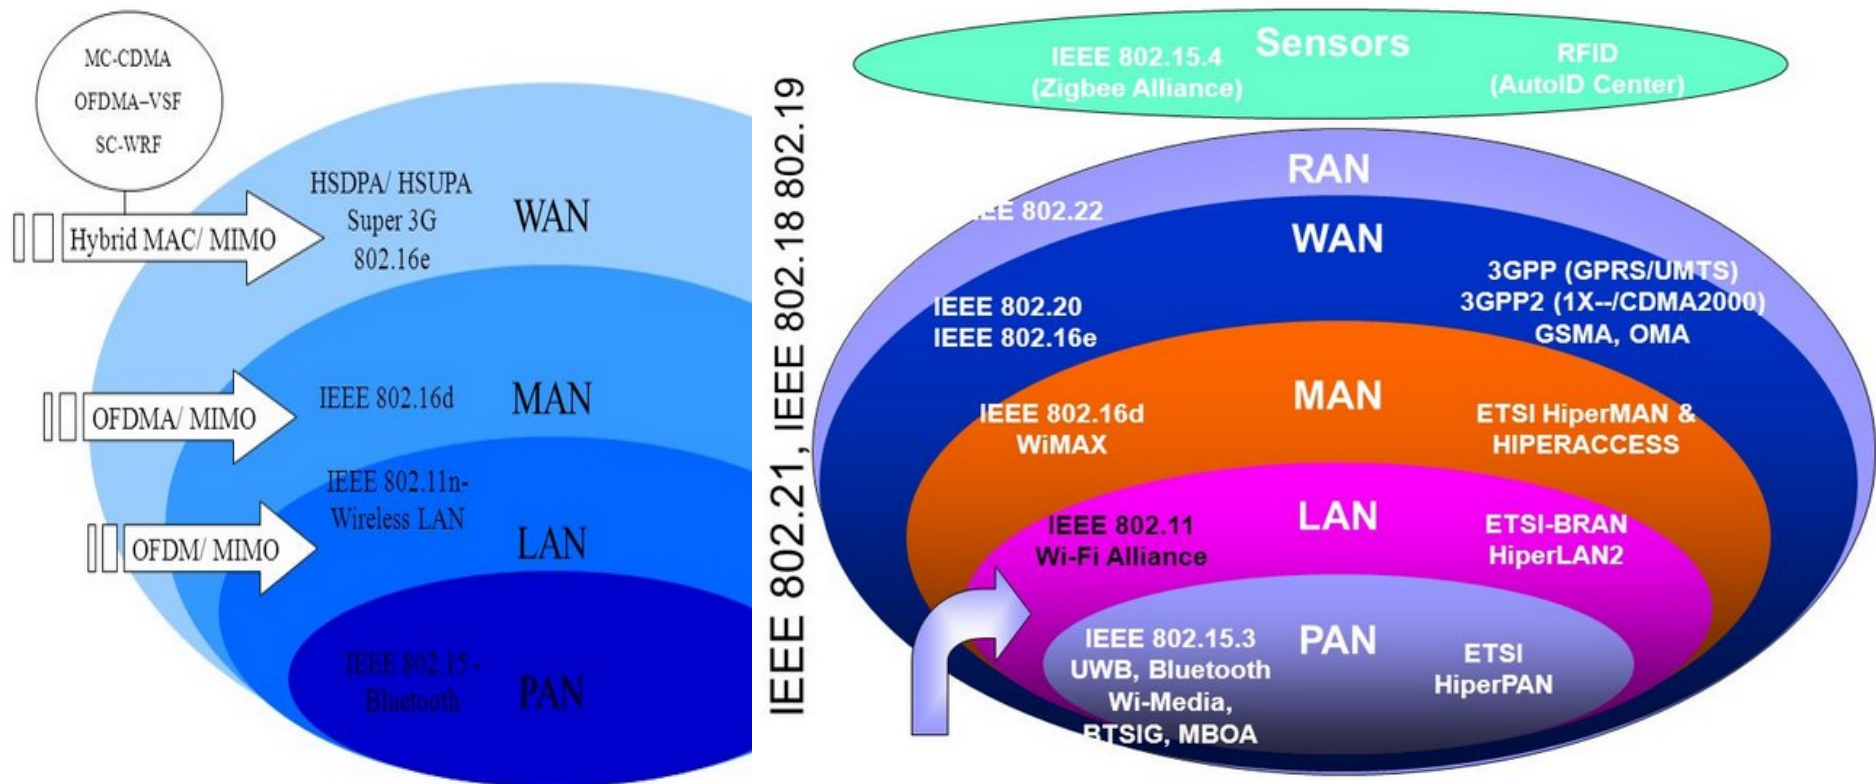 MC-CDMA
OFDMA–VSF
SC-WRF
Hybrid MAC/ MIMO
HSDPA/ HSUPA
Super 3G
802.16e
WAN
OFDMA/ MIMO
IEEE 802.16d
MAN
OFDM/ MIMO
IEEE 802.11n-
Wireless LAN
LAN
IEEE 802.15 -
Bluetooth
PAN
IEEE 802.21, IEEE 802.18 802.19
Sensors
IEEE 802.15.4
(Zigbee Alliance)
RFID
(AutoID Center)
RAN
IEEE 802.22
WAN
IEEE 802.20
IEEE 802.16e
3GPP (GPRS/UMTS)
3GPP2 (1X--/CDMA2000)
GSMA, OMA
MAN
IEEE 802.16d
WiMAX
ETSI HiperMAN &
HIPERACCESS
LAN
IEEE 802.11
Wi-Fi Alliance
ETSI-BRAN
HiperLAN2
PAN
IEEE 802.15.3
UWB, Bluetooth
Wi-Media,
BTSIG, MBOA
ETSI
HiperPAN